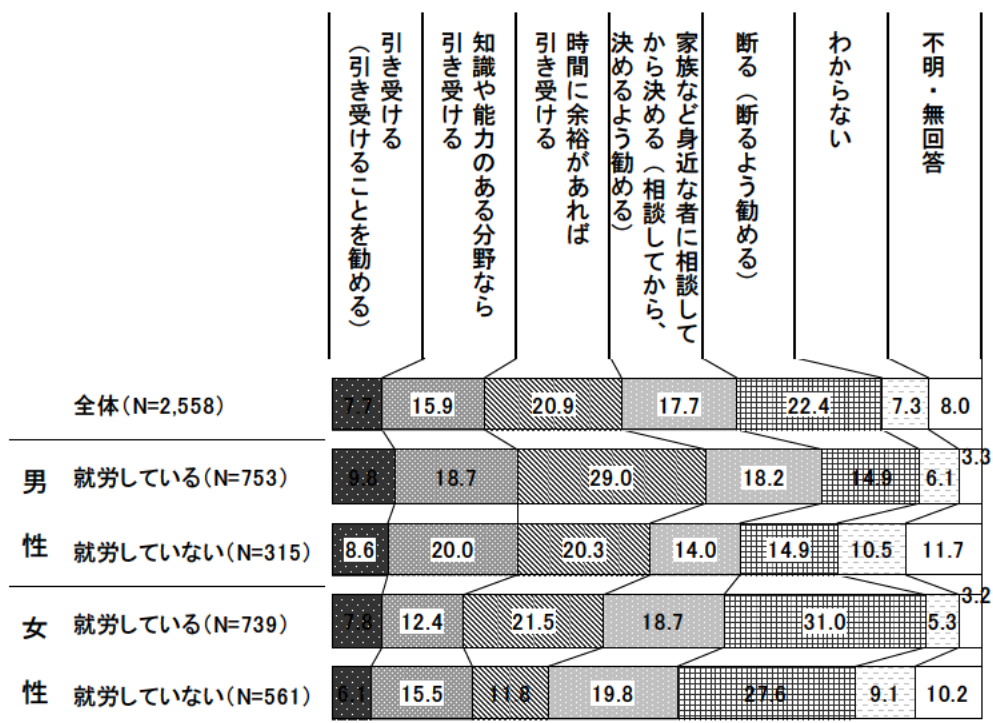 引き受ける
（引き受けることを勧める）
知識や能力のある分野なら
引き受ける
時間に余裕があれば
引き受ける
家族など身近な者に相談して
から決める（相談してから、
決めるよう勧める）
断る（断るよう勧める）
わからない
不明・無回答
全体（N=2,558） 7.7 15.9 20.9 17.7 22.4 7.3 8.0
男性
就労している（N=753） 9.8 18.7 29.0 18.2 14.9 6.1 3.3
就労していない（N=315） 8.6 20.0 20.3 14.0 14.9 10.5 11.7
女性
就労している（N=739） 7.8 12.4 21.5 18.7 31.0 5.3 3.2
就労していない（N=561） 6.1 15.5 11.8 19.8 27.6 9.1 10.2